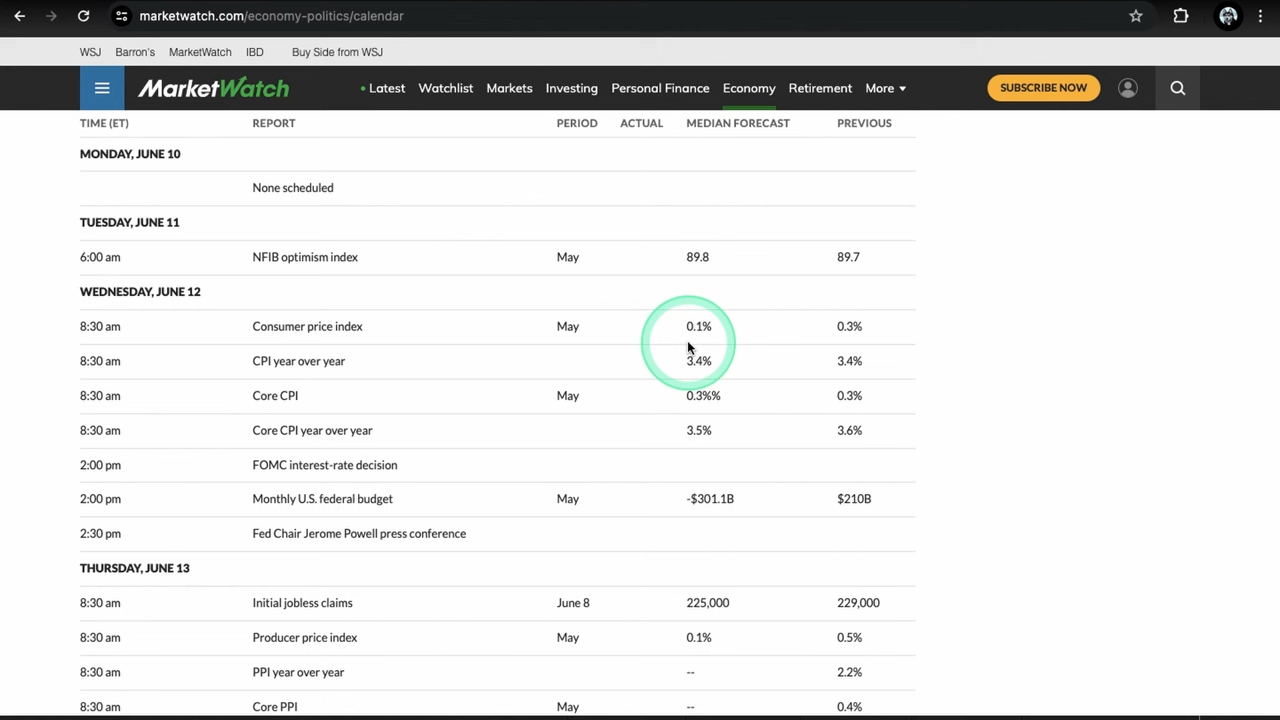 marketwatch.com/economy-politics/calendar
WSJ Barron's MarketWatch IBD Buy Side from WSJ
MarketWatch • Latest Watchlist Markets Investing Personal Finance Economy Retirement More SUBSCRIBE NOW
TIME (ET) REPORT PERIOD ACTUAL MEDIAN FORECAST PREVIOUS
MONDAY, JUNE 10
None scheduled
TUESDAY, JUNE 11
6:00 am NFIB optimism index May 89.8 89.7
WEDNESDAY, JUNE 12
8:30 am Consumer price index May 0.1% 0.3%
8:30 am CPI year over year 3.4% 3.4%
8:30 am Core CPI May 0.3%% 0.3%
8:30 am Core CPI year over year 3.5% 3.6%
2:00 pm FOMC interest-rate decision
2:00 pm Monthly U.S. federal budget May -$301.1B $210B
2:30 pm Fed Chair Jerome Powell press conference
THURSDAY, JUNE 13
8:30 am Initial jobless claims June 8 225,000 229,000
8:30 am Producer price index May 0.1% 0.5%
8:30 am PPI year over year -- 2.2%
8:30 am Core PPI May -- 0.4%